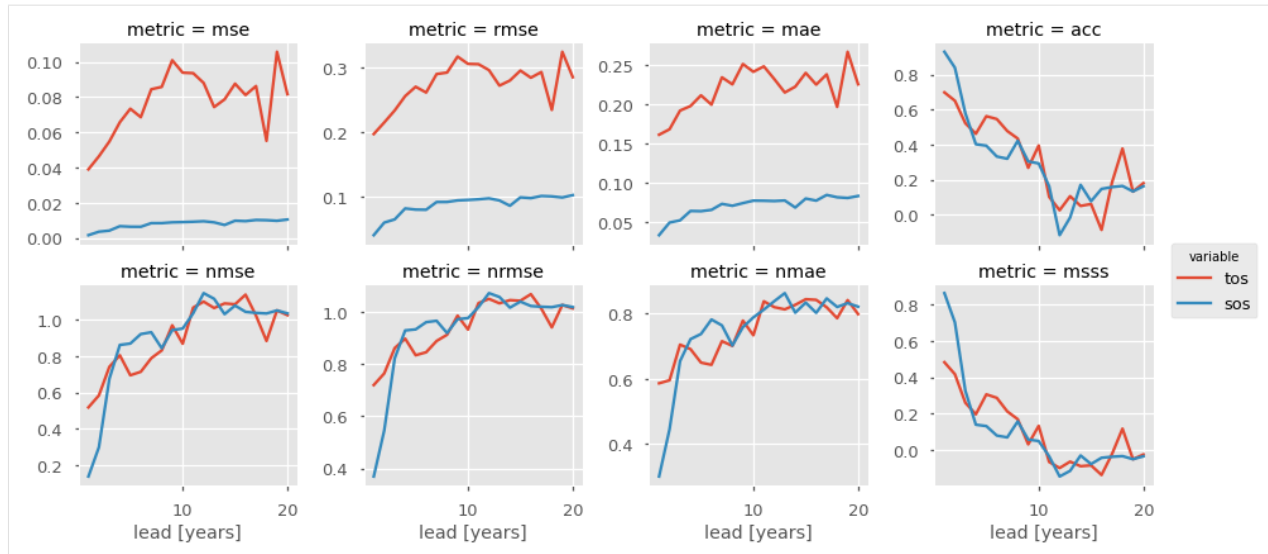 metric = mse
metric = rmse
metric = mae
metric = acc
0.10
0.08
0.06
0.04
0.02
0.00
0.3
0.2
0.1
0.25
0.20
0.15
0.10
0.05
0.8
0.6
0.4
0.2
0.0
metric = nmse
metric = nrmse
metric = nmae
metric = msss
1.0
0.8
0.6
0.4
0.2
1.0
0.8
0.6
0.4
0.8
0.6
0.4
0.8
0.6
0.4
0.2
0.0
10 20
10 20
10 20
10 20
lead [years]
lead [years]
lead [years]
lead [years]
variable
tos
sos